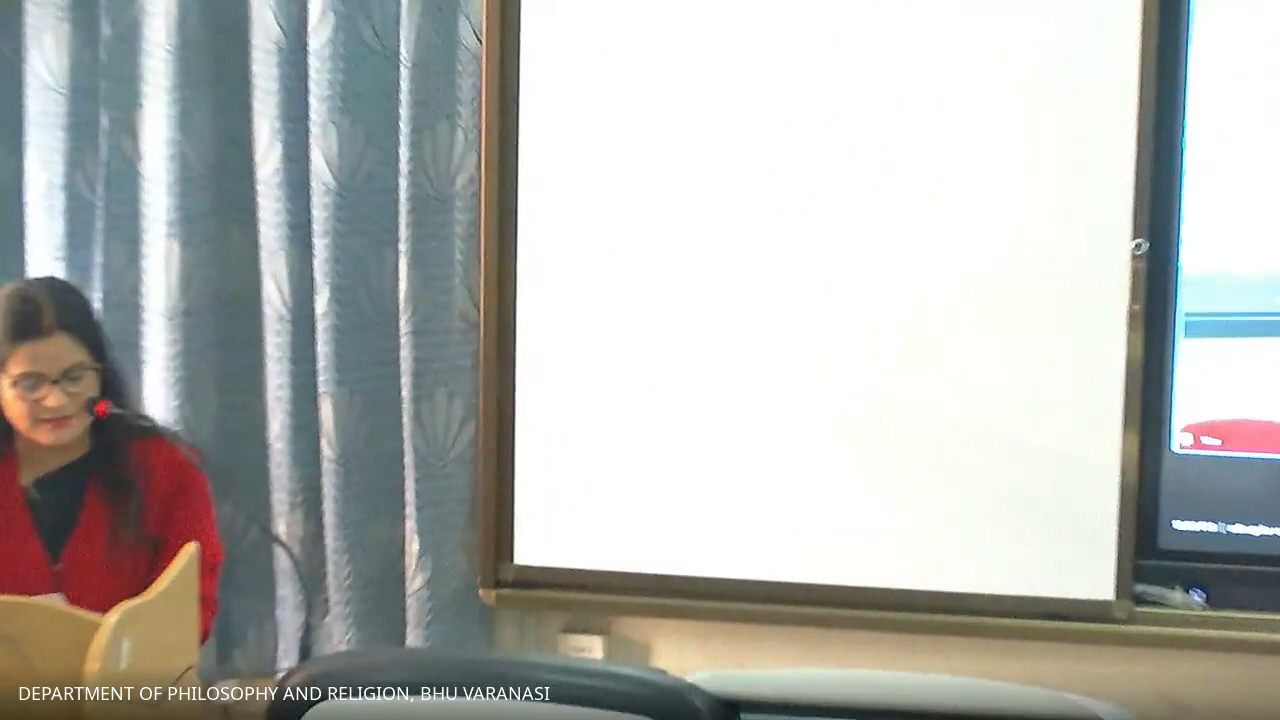 DEPARTMENT OF PHILOSOPHY AND RELIGION, BHU VARANASI